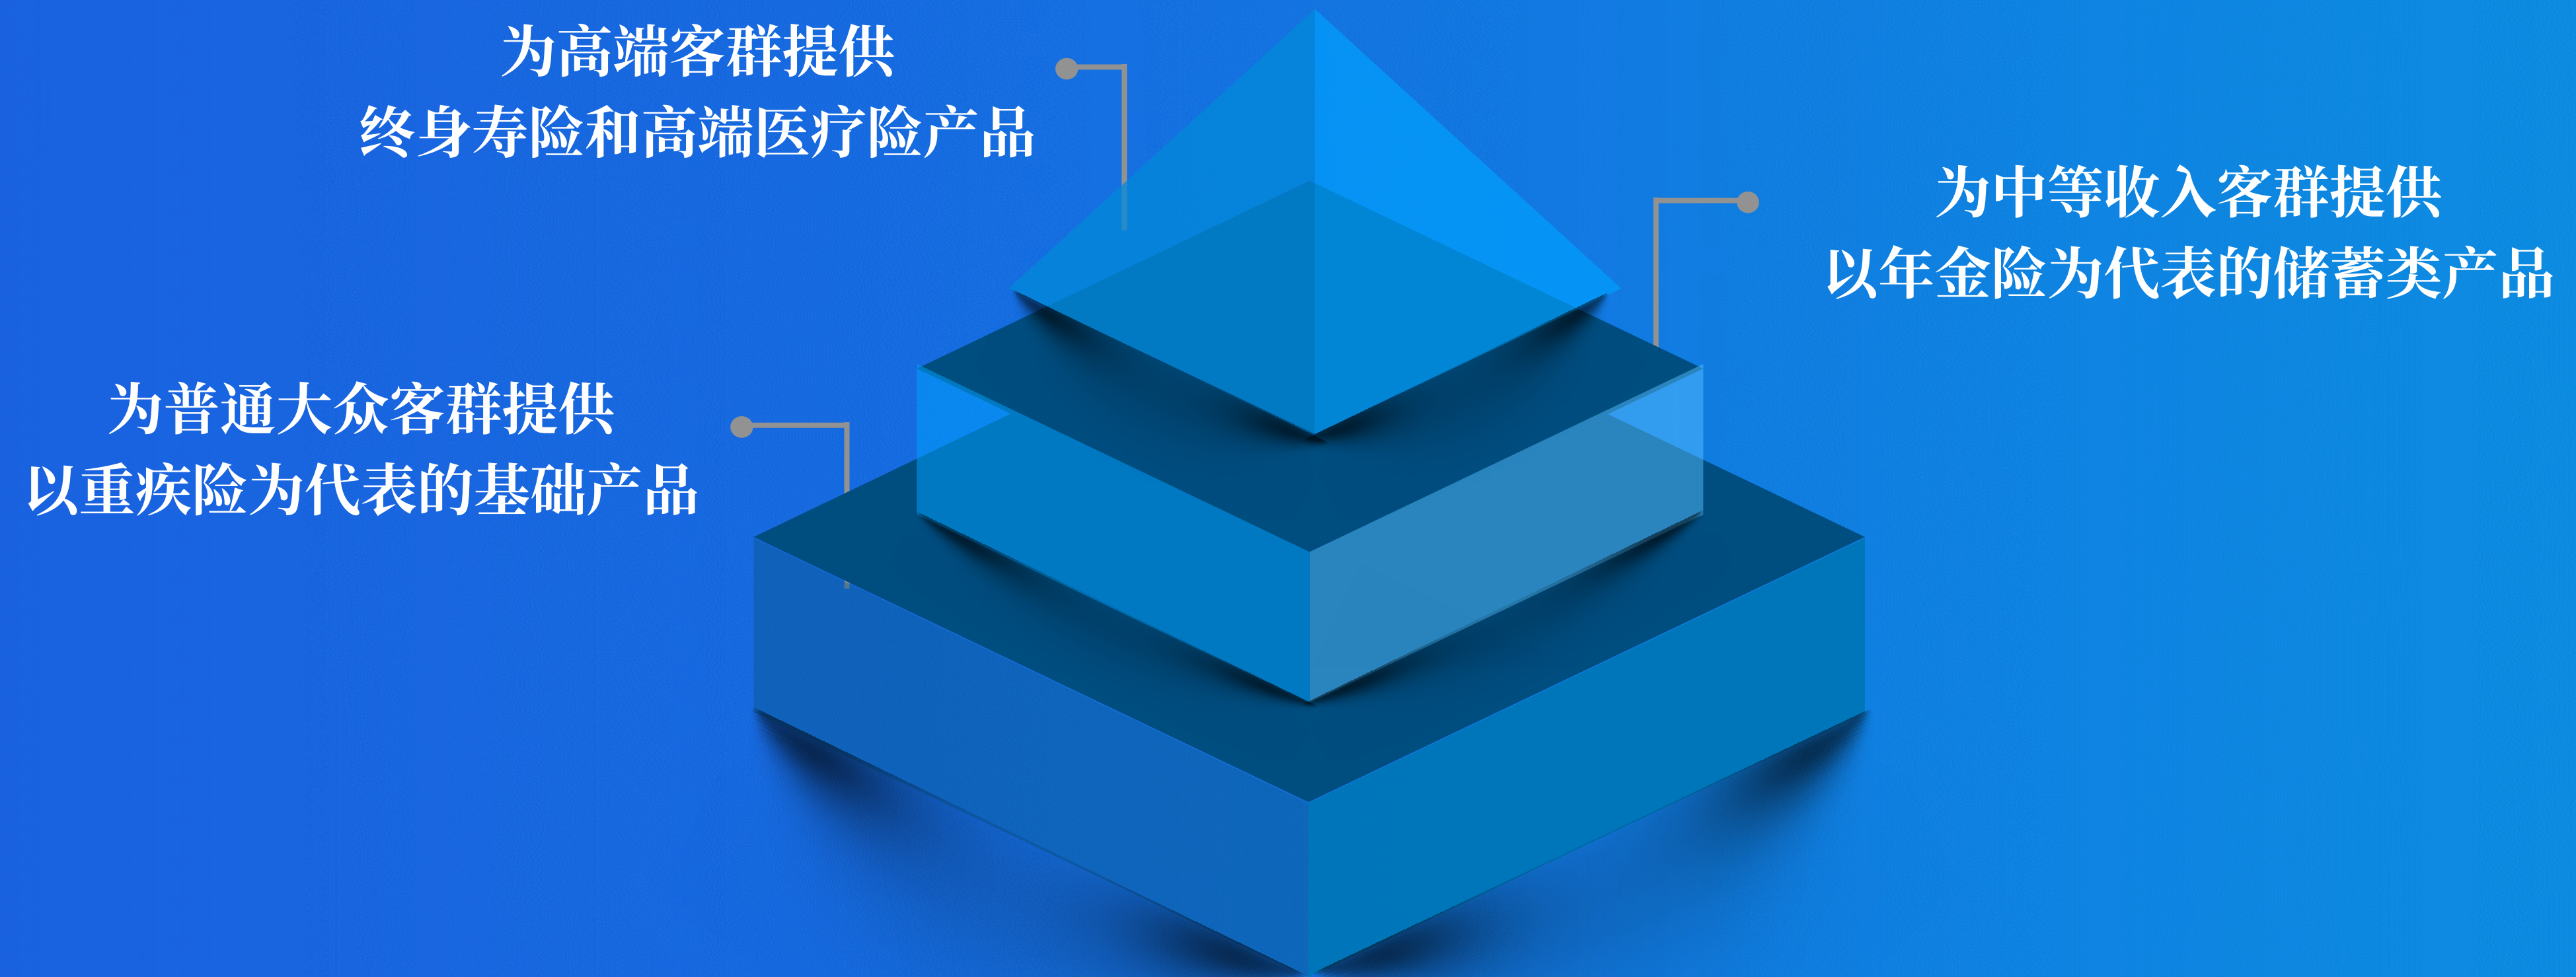 为高端客群提供
终身寿险和高端医疗险产品
为中等收入客群提供
以年金险为代表的储蓄类产品
为普通大众客群提供
以重疾险为代表的基础产品